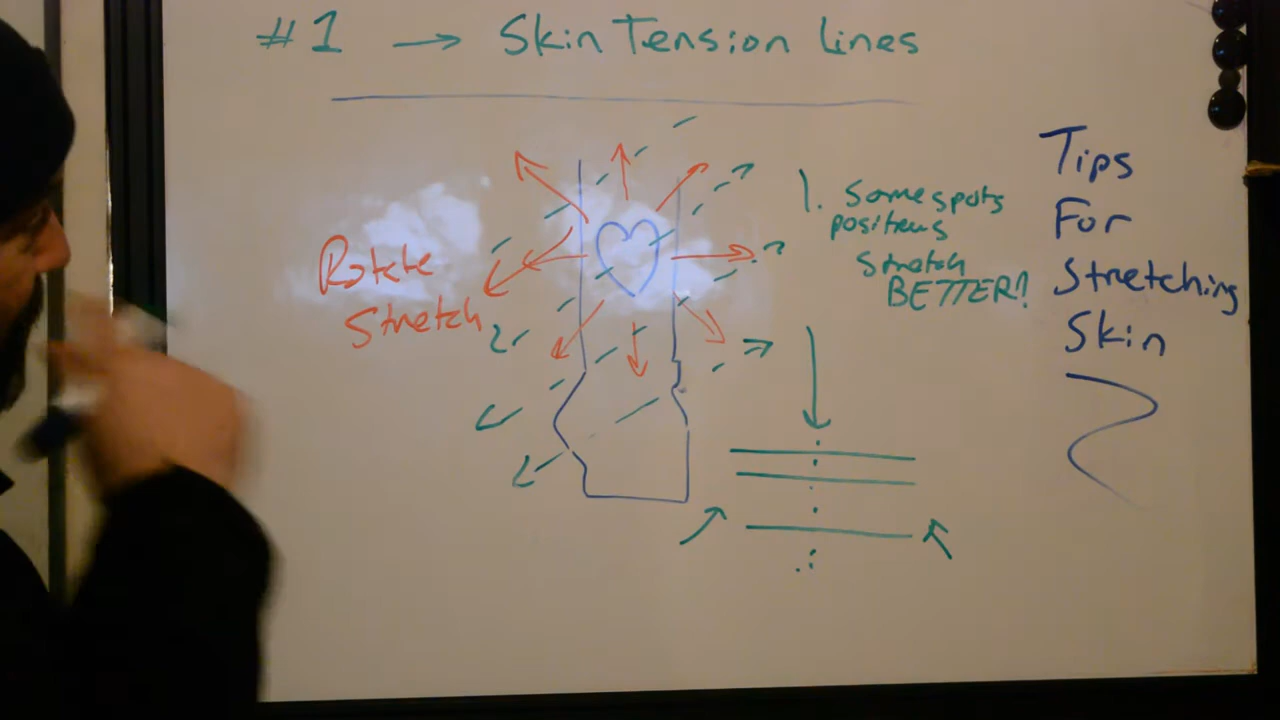 #1 → Skin Tension Lines
Rotate
Stretch
1. Some spots
positions
Stretch
BETTER!
Tips
For
Stretching
Skin